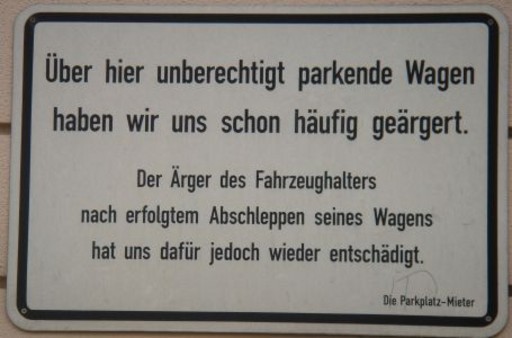 Über hier unberechtigt parkende Wagen
haben wir uns schon häufig geärgert.
Der Ärger des Fahrzeughalters
nach erfolgtem Abschleppen seines Wagens
hat uns dafür jedoch wieder entschädigt.
Die Parkplatz-Mieter